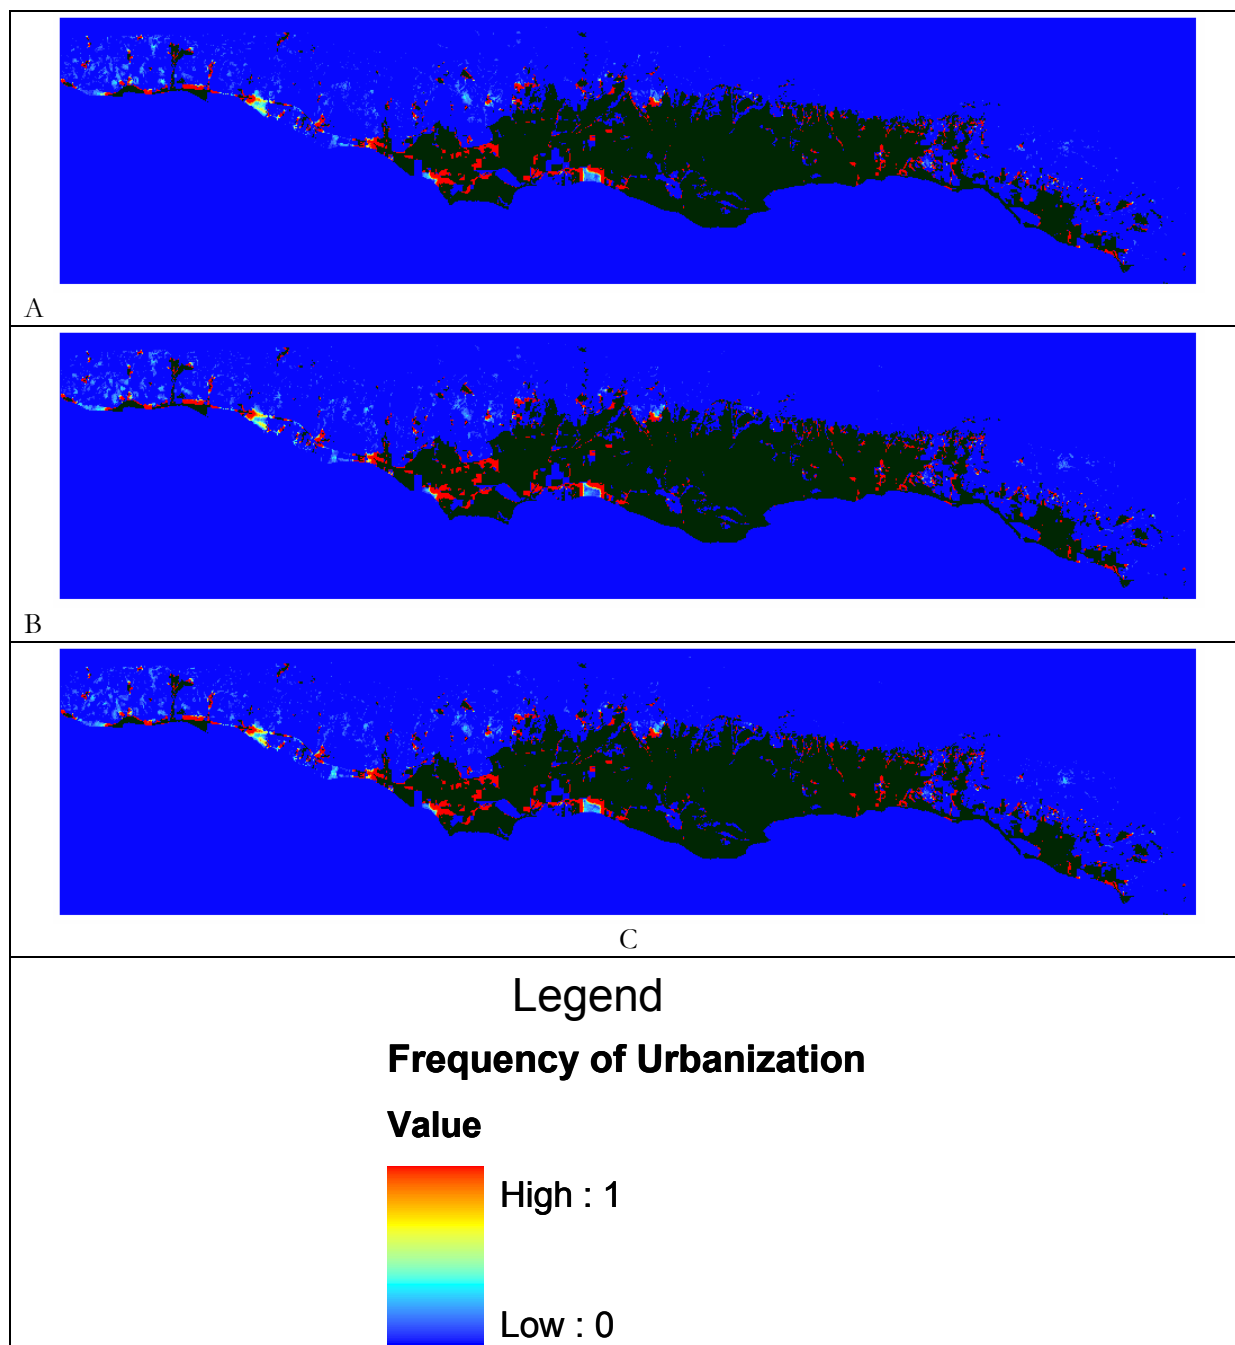 A
B
C
Legend
Frequency of Urbanization
Value
High : 1
Low : 0